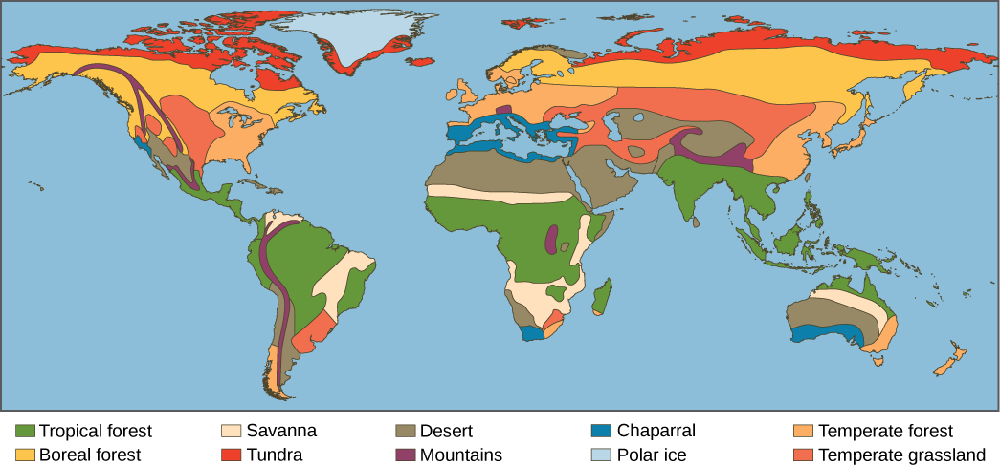 Tropical forest Savanna Desert Chaparral Temperate forest
Boreal forest Tundra Mountains Polar ice Temperate grassland